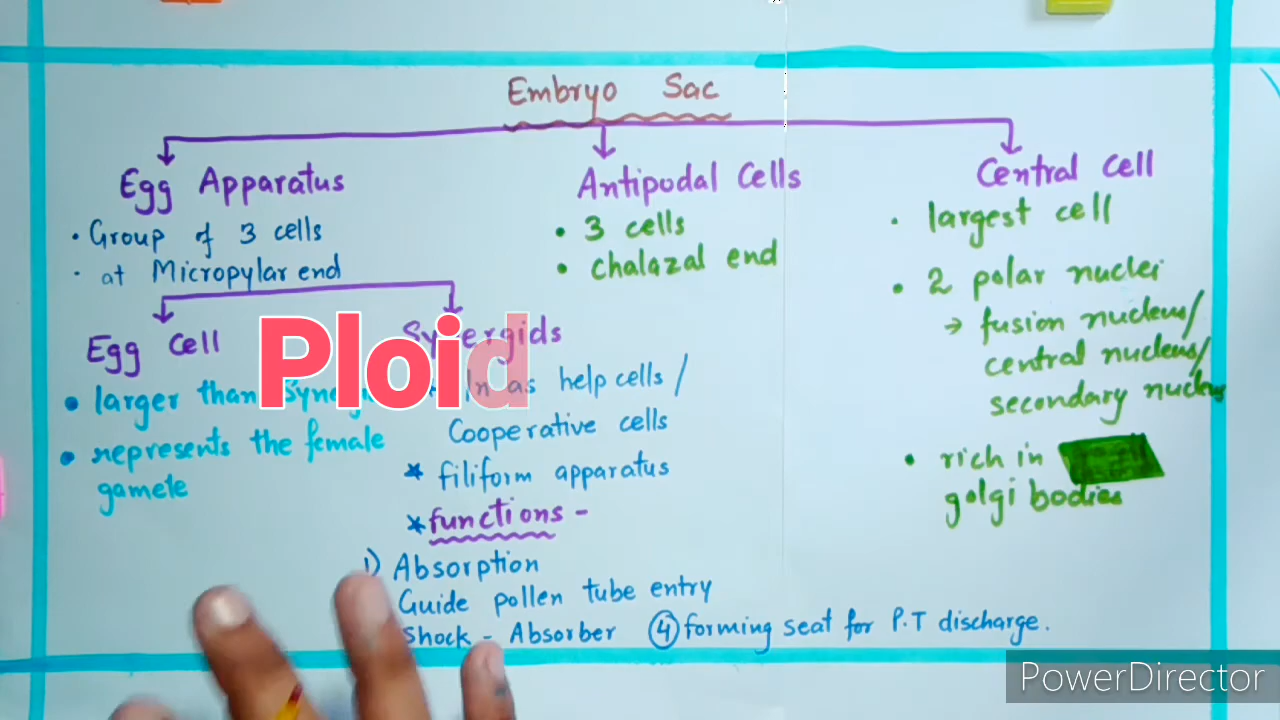 Embryo Sac
Egg Apparatus
• Group of 3 cells
• at Micropylar end
Egg Cell
• larger than
• represents the female
gamete
Ploid
as help cells /
Cooperative cells
* filiform apparatus
* functions -
1) Absorption
Guide pollen tube entry
Shock - Absorber ④ forming seat for P.T discharge.
Antipodal Cells
• 3 cells
• Chalazal end
Central Cell
• largest cell
• 2 polar nuclei
→ fusion nucleus/
central nucleus/
secondary nucleus
• rich in
golgi bodies
PowerDirector